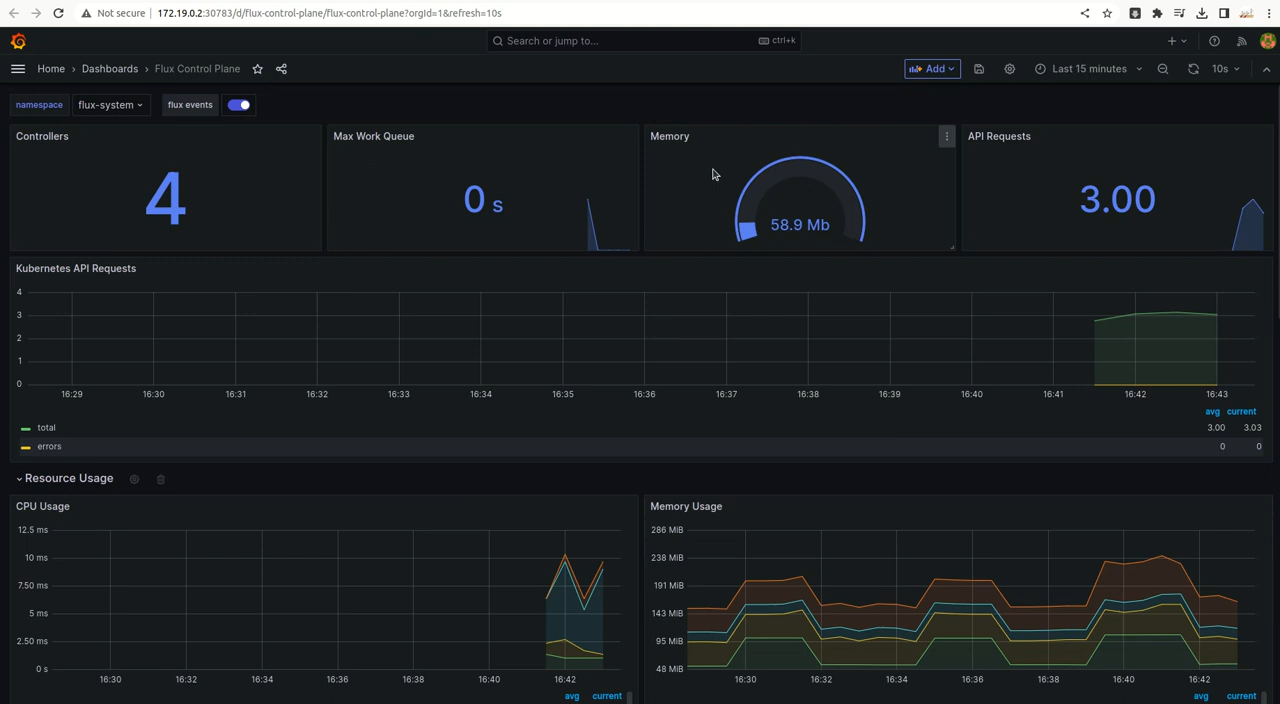 Not secure 172.19.0.2:30783/d/flux-control-plane/flux-control-plane?orgId=1&refresh=10s
Search or jump to... ctrl+k
Home › Dashboards › Flux Control Plane Add Last 15 minutes 10s
namespace flux-system flux events
Controllers Max Work Queue Memory API Requests
4 0 s 58.9 Mb 3.00
Kubernetes API Requests
4
3
2
1
0
16:29 16:30 16:31 16:32 16:33 16:34 16:35 16:36 16:37 16:38 16:39 16:40 16:41 16:42 16:43
avg current
total 3.00 3.03
errors 0 0
Resource Usage
CPU Usage
12.5 ms
10 ms
7.50 ms
5 ms
2.50 ms
0 s
16:30 16:32 16:34 16:36 16:38 16:40 16:42
avg current
Memory Usage
286 MiB
238 MiB
191 MiB
143 MiB
95 MiB
48 MiB
16:30 16:32 16:34 16:36 16:38 16:40 16:42
avg current